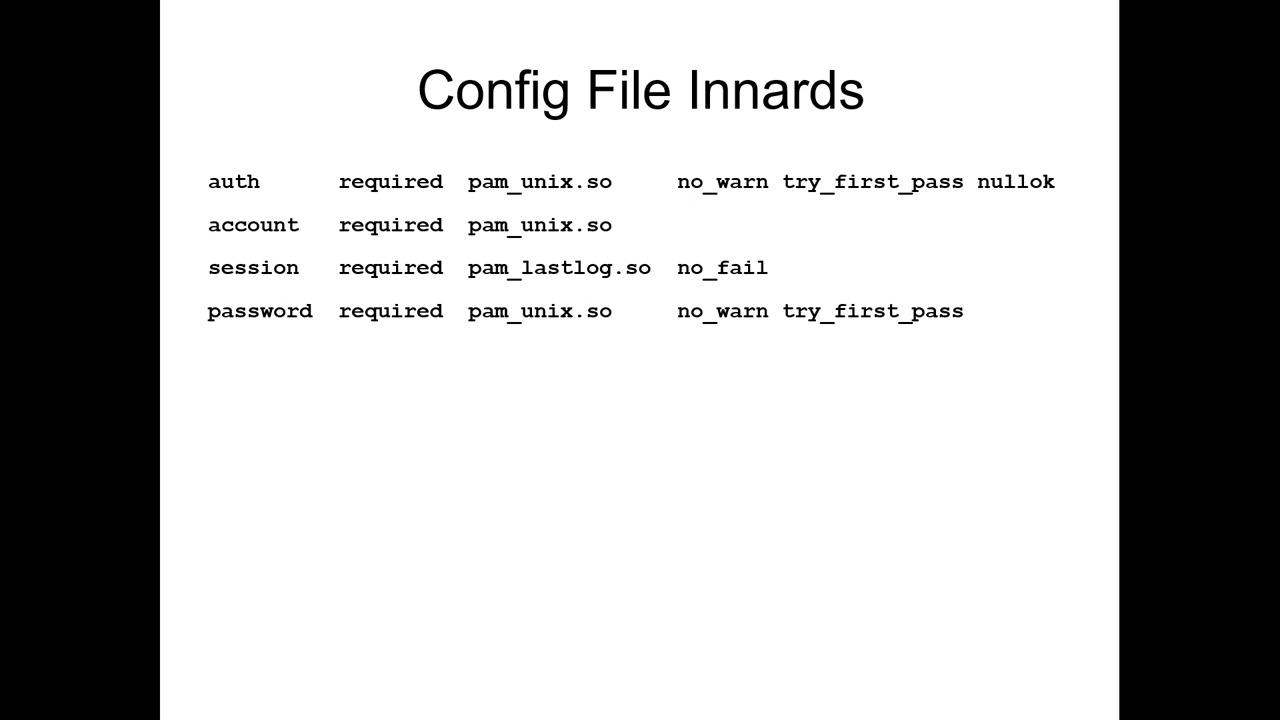 Config File Innards
auth required pam_unix.so no_warn try_first_pass nullok
account required pam_unix.so
session required pam_lastlog.so no_fail
password required pam_unix.so no_warn try_first_pass